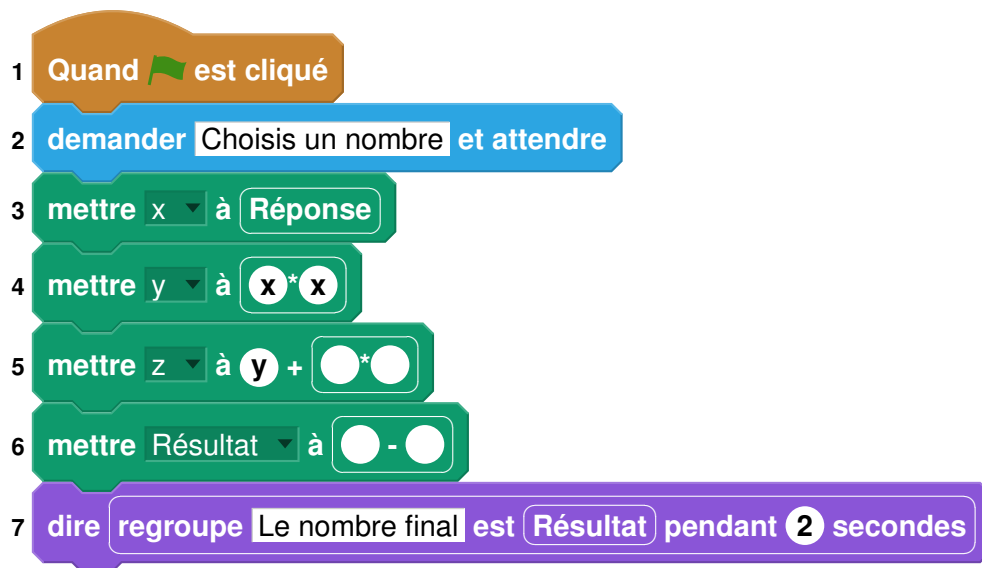 1 Quand est cliqué
2 demander Choisis un nombre et attendre
3 mettre x à Réponse
4 mettre y à x * x
5 mettre z à y + *
6 mettre Résultat à -
7 dire regroupe Le nombre final est Résultat pendant 2 secondes